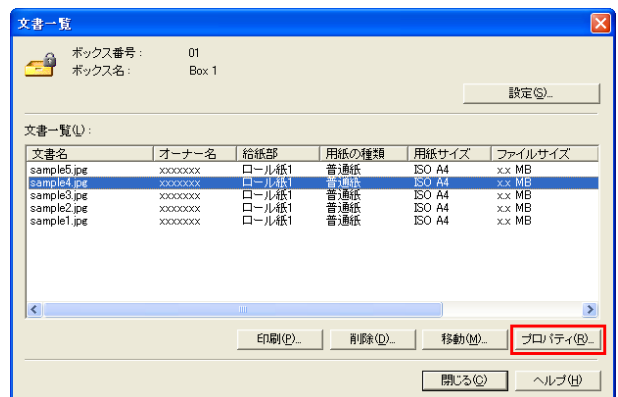 文書一覧
ボックス番号： 01
ボックス名： Box 1
設定(S)...
文書一覧(L)：
文書名 オーナー名 給紙部 用紙の種類 用紙サイズ ファイルサイズ
sample5.jpg xxxxxxx ロール紙1 普通紙 ISO A4 x.x MB
sample4.jpg xxxxxxx ロール紙1 普通紙 ISO A4 x.x MB
sample3.jpg xxxxxxx ロール紙1 普通紙 ISO A4 x.x MB
sample2.jpg xxxxxxx ロール紙1 普通紙 ISO A4 x.x MB
sample1.jpg xxxxxxx ロール紙1 普通紙 ISO A4 x.x MB
印刷(P)... 削除(D)... 移動(M)... プロパティ(R)...
閉じる(C) ヘルプ(H)